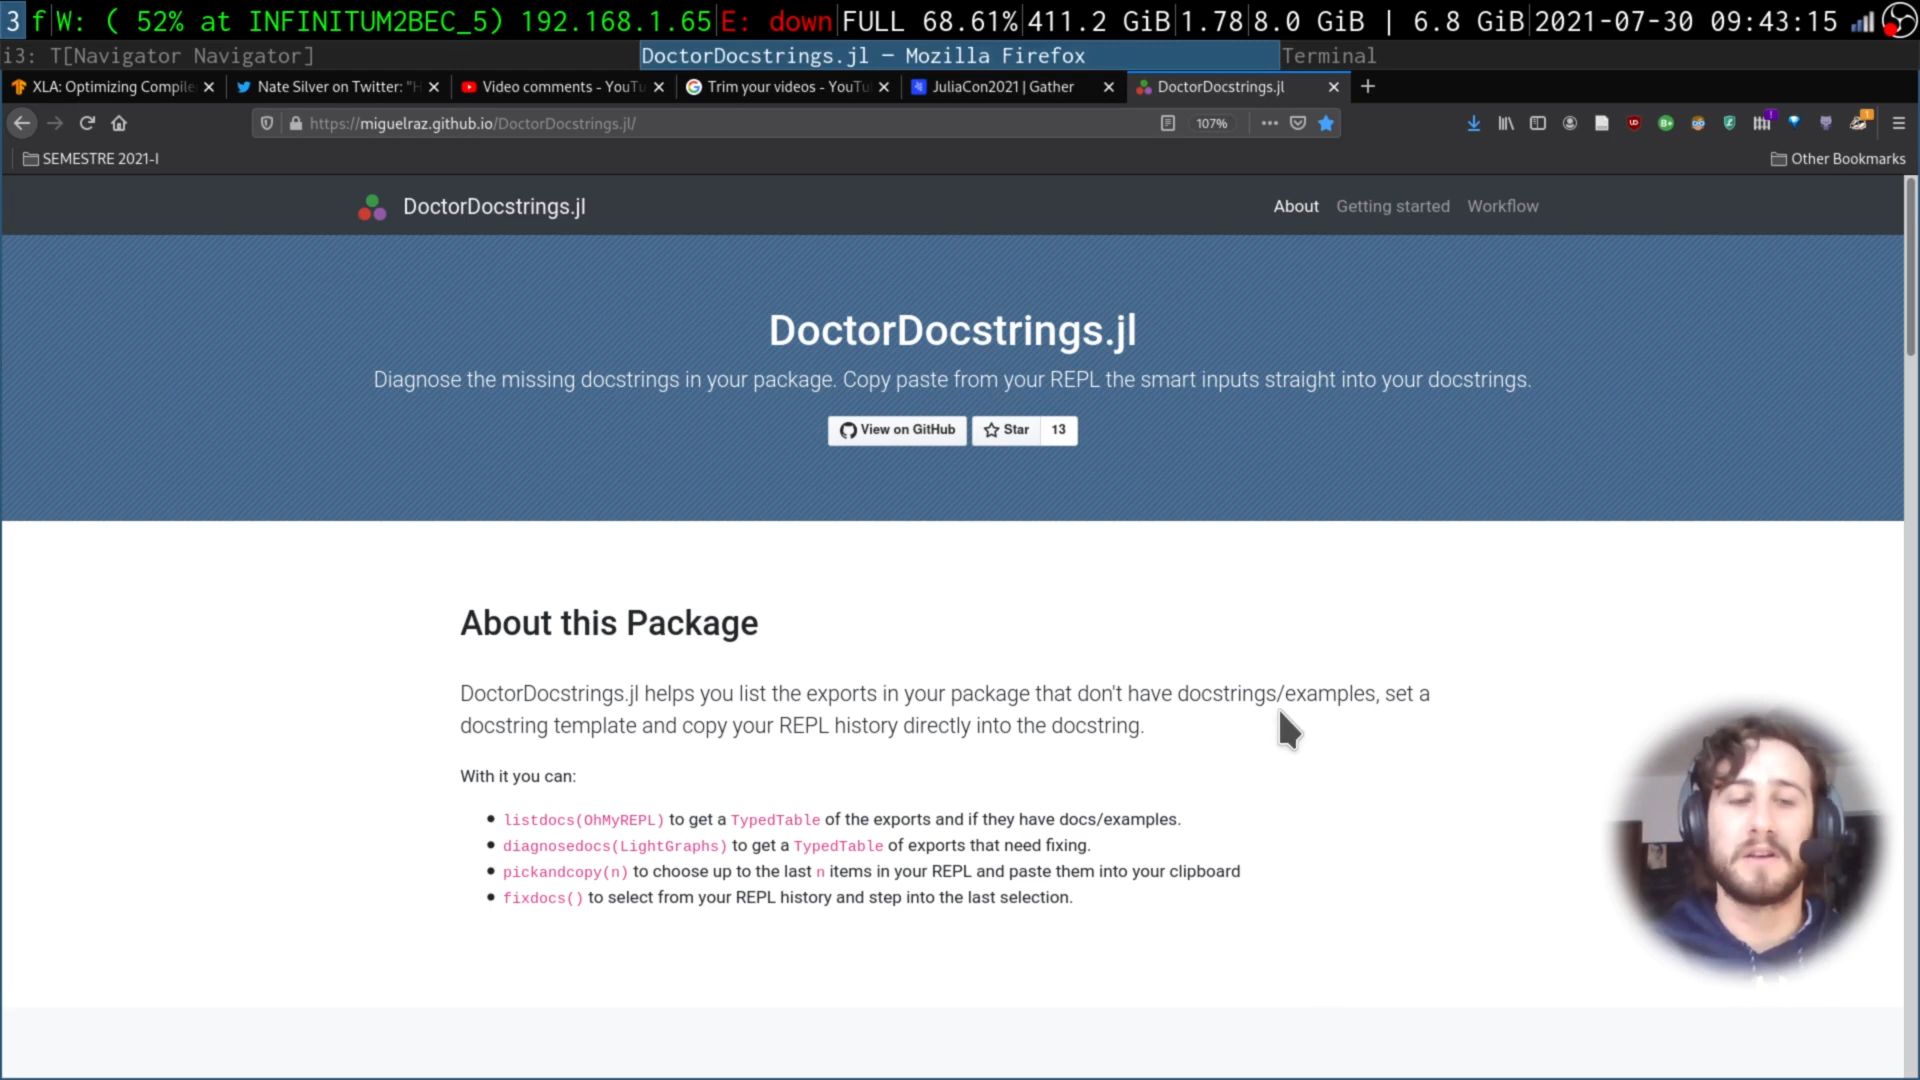 3 f W: ( 52% at INFINITUM2BEC_5) 192.168.1.65 E: down FULL 68.61% 411.2 GiB 1.78 8.0 GiB | 6.8 GiB 2021-07-30 09:43:15
i3: T[Navigator Navigator] DoctorDocstrings.jl — Mozilla Firefox Terminal
XLA: Optimizing Compile Nate Silver on Twitter: "H Video comments - YouTu Trim your videos - YouTu JuliaCon2021 | Gather DoctorDocstrings.jl
https://miguelraz.github.io/DoctorDocstrings.jl/ 107%
SEMESTRE 2021-I Other Bookmarks
DoctorDocstrings.jl About Getting started Workflow
DoctorDocstrings.jl
Diagnose the missing docstrings in your package. Copy paste from your REPL the smart inputs straight into your docstrings.
View on GitHub Star 13
About this Package
DoctorDocstrings.jl helps you list the exports in your package that don't have docstrings/examples, set a
docstring template and copy your REPL history directly into the docstring.
With it you can:
listdocs(OhMyREPL) to get a TypedTable of the exports and if they have docs/examples.
diagnosedocs(LightGraphs) to get a TypedTable of exports that need fixing.
pickandcopy(n) to choose up to the last n items in your REPL and paste them into your clipboard
fixdocs() to select from your REPL history and step into the last selection.